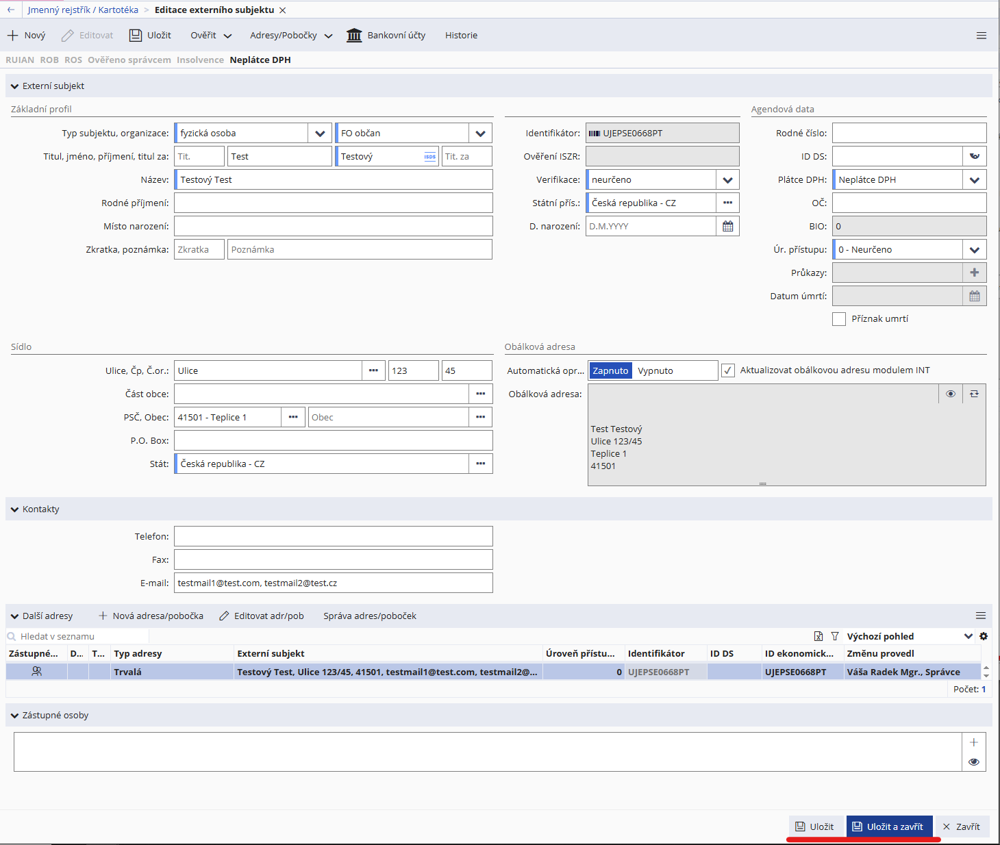 Jmenný rejstřík / Kartotéka > Editace externího subjektu
Nový Editovat Uložit Ověřit Adresy/Pobočky Bankovní účty Historie
RUIAN ROB ROS Ověřeno správcem Insolvence Neplátce DPH
Externí subjekt
Základní profil
Agendová data
Typ subjektu, organizace: fyzická osoba FO občan Identifikátor: UJEPSE0668PT Rodné číslo:
Titul, jméno, příjmení, titul za: Tit. Test Testový ISDS Tit. za Ověření ISZR: ID DS:
Název: Testový Test Verifikace: neurčeno Plátce DPH: Neplátce DPH
Rodné příjmení: Státní přís.: Česká republika - CZ OČ:
Místo narození: D. narození: D.M.YYYY BIO: 0
Zkratka, poznámka: Zkratka Poznámka Úr. přístupu: 0 - Neurčeno
Průkazy:
Datum úmrtí:
Příznak umrtí
Sídlo Obálková adresa
Ulice, Čp, Č.or.: Ulice 123 45 Automatická opr... Zapnuto Vypnuto Aktualizovat obálkovou adresu modulem INT
Část obce: Obálková adresa:
PSČ, Obec: 41501 - Teplice 1 Obec
P.O. Box:
Stát: Česká republika - CZ
Test Testový
Ulice 123/45
Teplice 1
41501
Kontakty
Telefon:
Fax:
E-mail: testmail1@test.com, testmail2@test.cz
Další adresy Nová adresa/pobočka Editovat adr/pob Správa adres/poboček
Hledat v seznamu Výchozí pohled
Zástupné... D... T... Typ adresy Externí subjekt Úroveň přístu... Identifikátor ID DS ID ekonomick... Změnu provedl
Trvalá Testový Test, Ulice 123/45, 41501, testmail1@test.com, testmail2@... 0 UJEPSE0668PT UJEPSE0668PT Váša Radek Mgr., Správce
Počet: 1
Zástupné osoby
Uložit Uložit a zavřít Zavřít